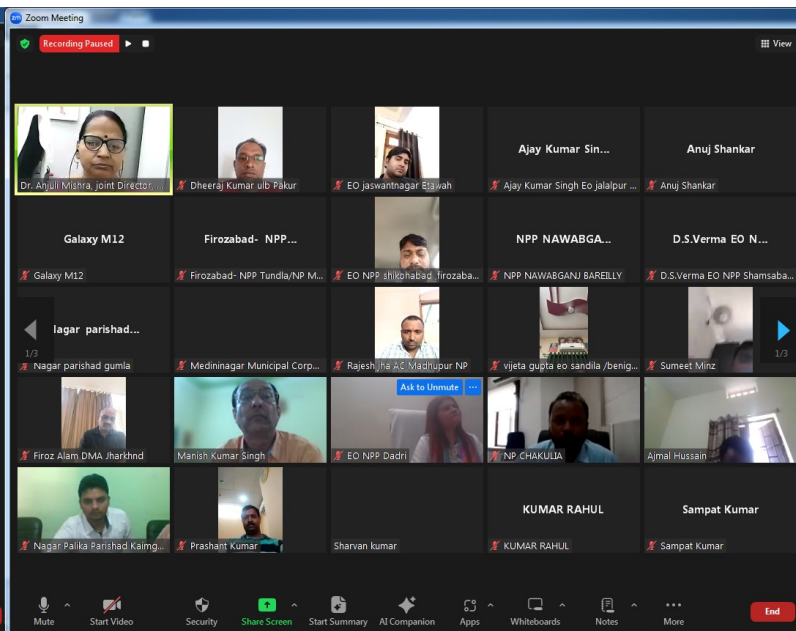 zm Zoom Meeting
Recording Paused
View
Dr. Anjuli Mishra, joint Director, ...
Dheeraj Kumar ulb Pakur
EO jaswantnagar Etawah
Ajay Kumar Sin...
Ajay Kumar Singh Eo jalalpur ...
Anuj Shankar
Anuj Shankar
Galaxy M12
Galaxy M12
Firozabad- NPP...
Firozabad- NPP Tundla/NP M...
EO NPP shikohabad firozaba...
NPP NAWABGA...
NPP NAWABGANJ BAREILLY
D.S.Verma EO N...
D.S.Verma EO NPP Shamsaba...
1/3
lagar parishad...
Nagar parishad gumla
Medininagar Municipal Corp...
Rajesh jha AC Madhupur NP
vijeta gupta eo sandila /benig...
Sumeet Minz
1/3
Firoz Alam DMA Jharkhnd
Manish Kumar Singh
Ask to Unmute ...
EO NPP Dadri
NP CHAKULIA
Ajmal Hussain
Nagar Palika Parishad Kaimg...
Prashant Kumar
Sharvan kumar
KUMAR RAHUL
KUMAR RAHUL
Sampat Kumar
Sampat Kumar
Mute
Start Video
Security
Share Screen
Start Summary
AI Companion
Apps
Whiteboards
Notes
More
End